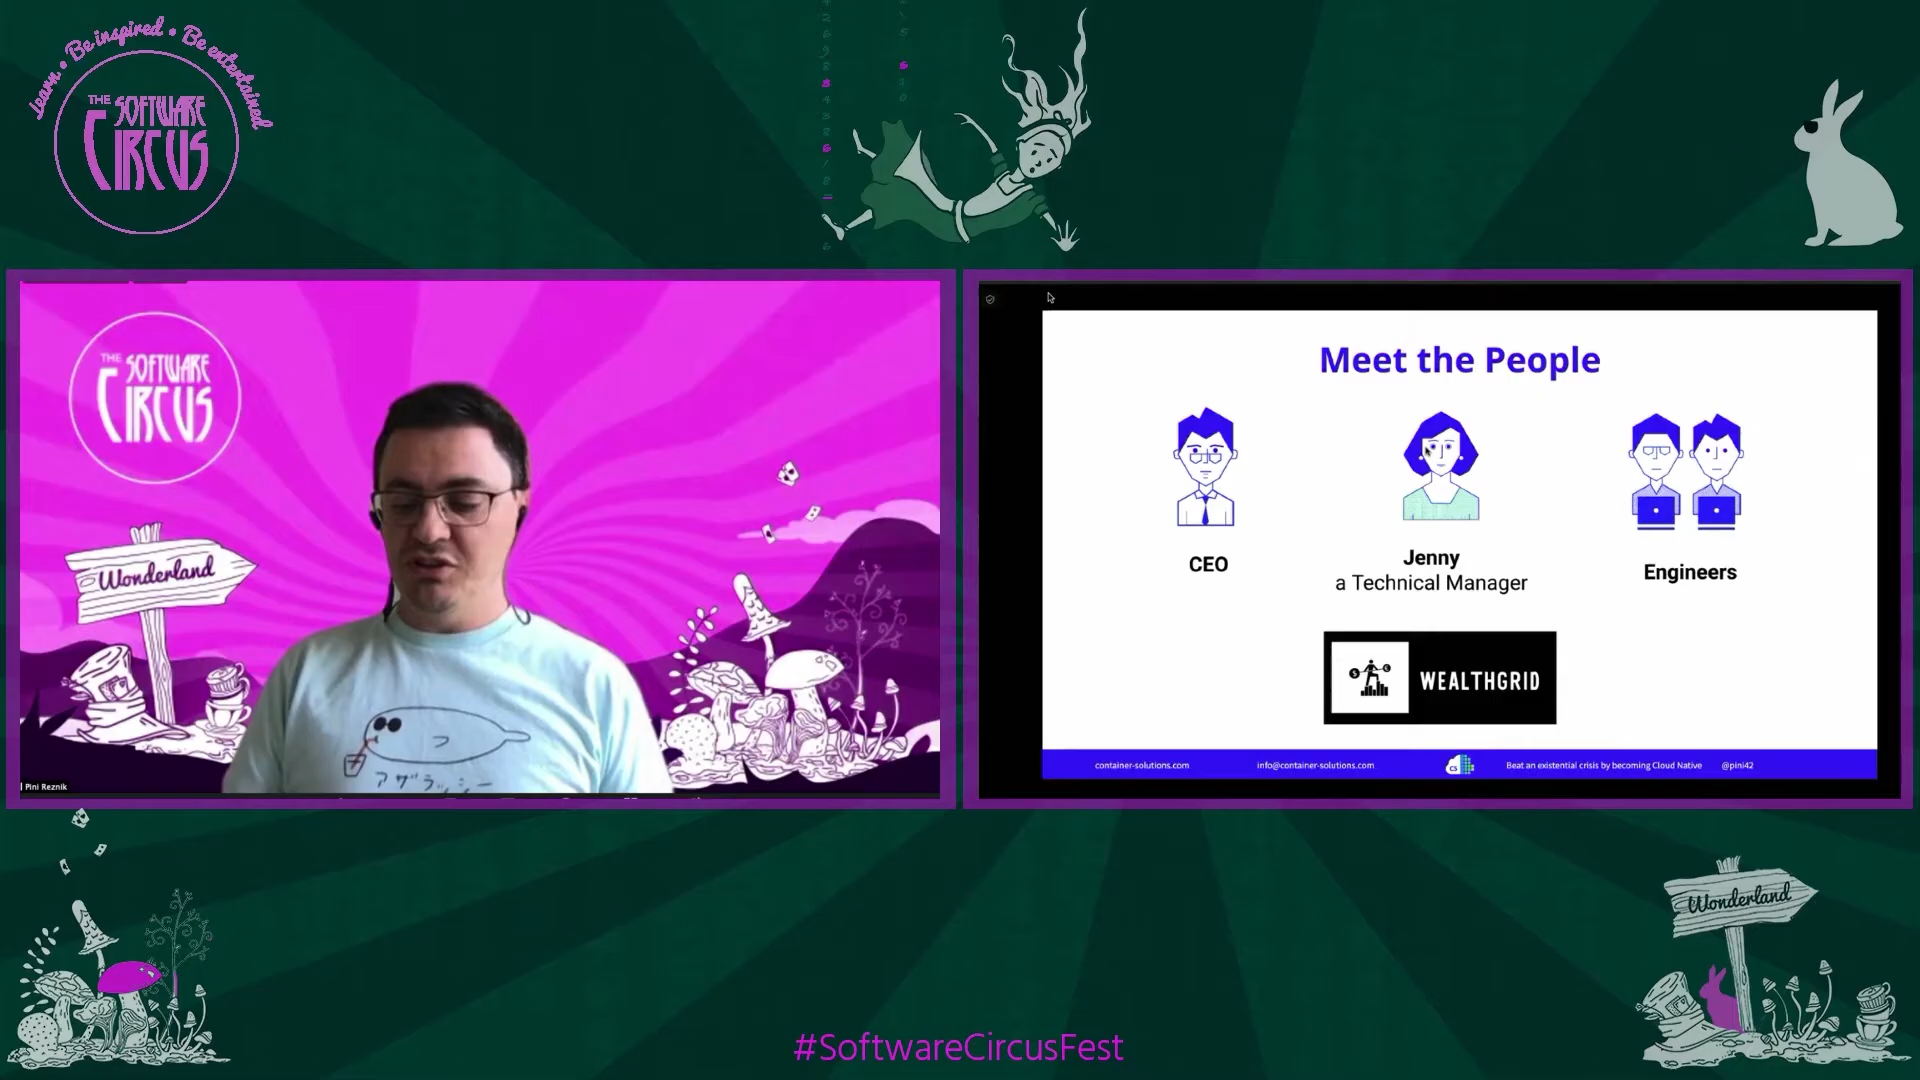 Learn • Be inspired • Be entertained
THE SOFTWARE CIRCUS
THE SOFTWARE CIRCUS
Wonderland
アザラッシー
Pini Reznik
Meet the People
CEO
Jenny
a Technical Manager
Engineers
WEALTHGRID
container-solutions.com
info@container-solutions.com
CS
Beat an existential crisis by becoming Cloud Native
@pini42
Wonderland
#SoftwareCircusFest